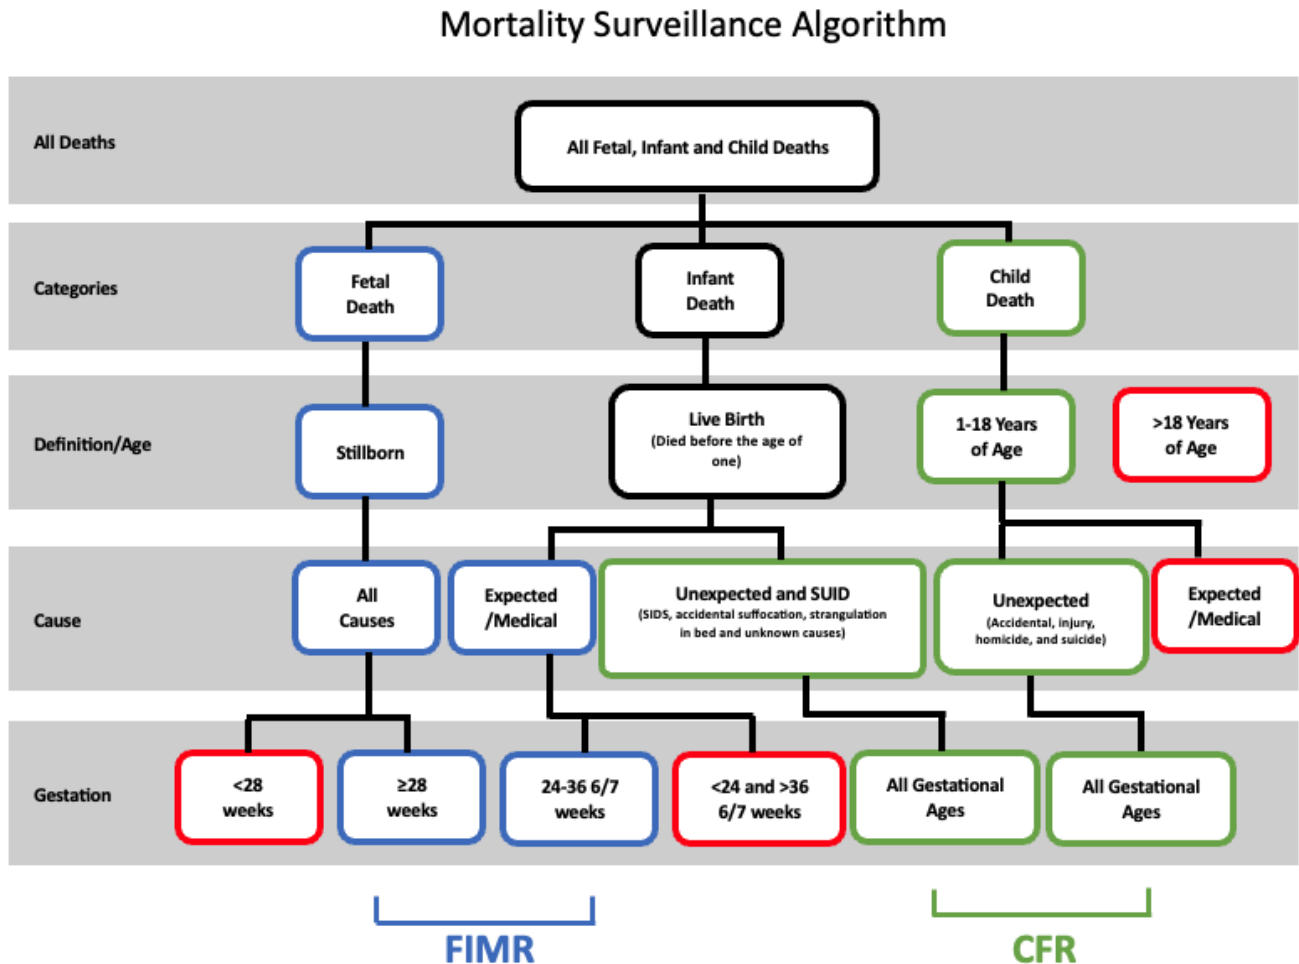 Mortality Surveillance Algorithm
All Deaths
All Fetal, Infant and Child Deaths
Categories
Fetal
Death
Infant
Death
Child
Death
Definition/Age
Stillborn
Live Birth
(Died before the age of
one)
1-18 Years
of Age
>18 Years
of Age
Cause
All
Causes
Expected
/Medical
Unexpected and SUID
(SIDS, accidental suffocation, strangulation
in bed and unknown causes)
Unexpected
(Accidental, injury,
homicide, and suicide)
Expected
/Medical
Gestation
<28
weeks
≥28
weeks
24-36 6/7
weeks
<24 and >36
6/7 weeks
All Gestational
Ages
All Gestational
Ages
FIMR
CFR